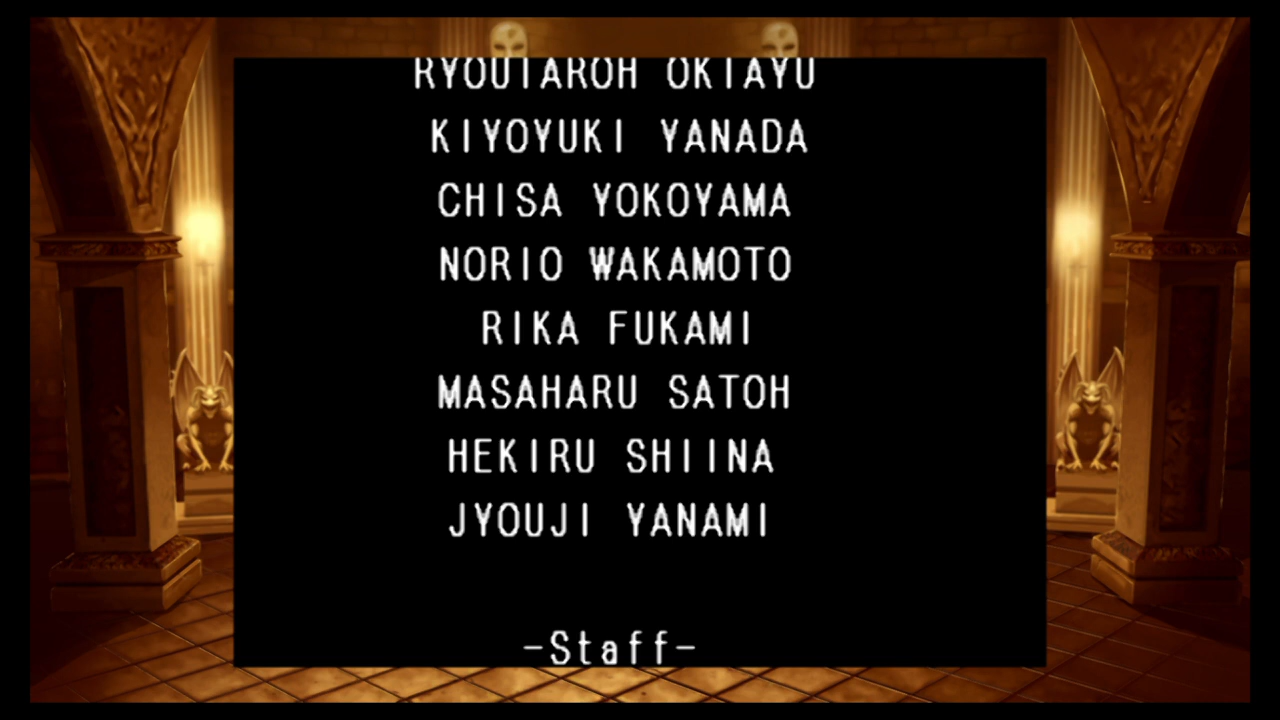 RYOUTAROH OKIAYU
KIYOYUKI YANADA
CHISA YOKOYAMA
NORIO WAKAMOTO
RIKA FUKAMI
MASAHARU SATOH
HEKIRU SHIINA
JYOUJI YANAMI
-Staff-